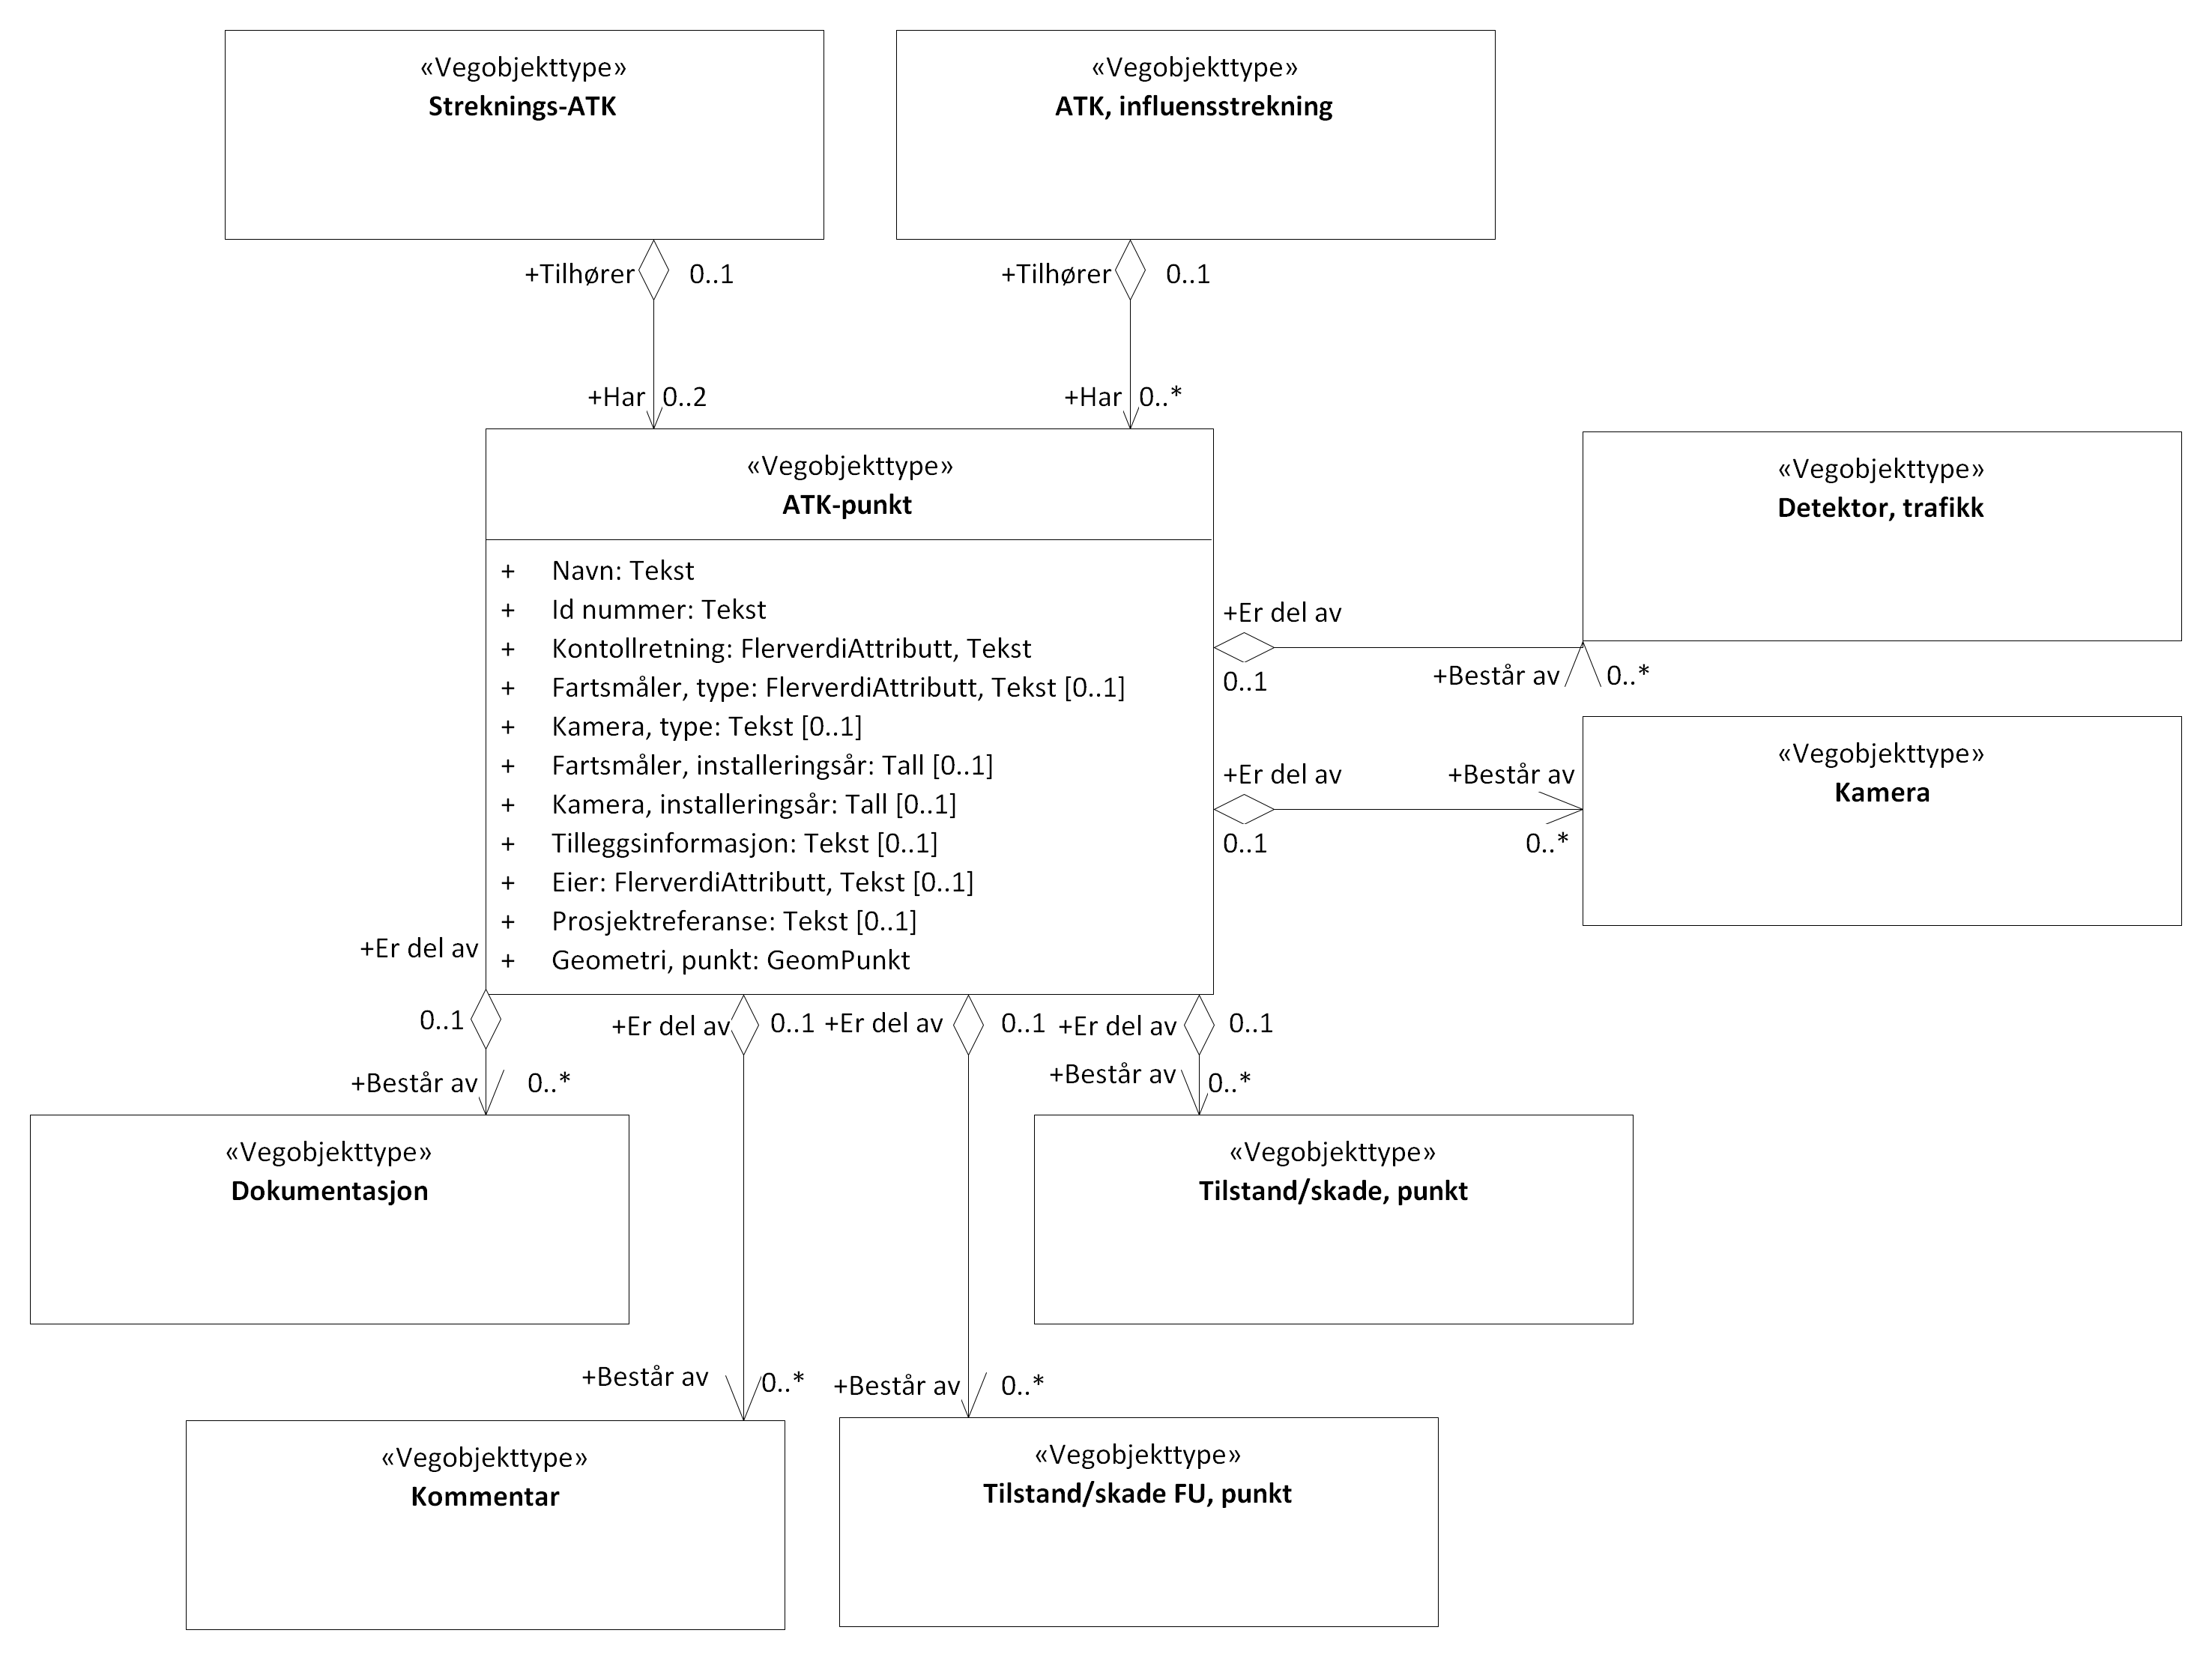 «Vegobjekttype»
Streknings-ATK
«Vegobjekttype»
ATK, influensstrekning
+Tilhører 0..1
+Tilhører 0..1
+Har 0..2
+Har 0..*
«Vegobjekttype»
ATK-punkt
+ Navn: Tekst
+ Id nummer: Tekst
+ Kontollretning: FlerverdiAttributt, Tekst
+ Fartsmåler, type: FlerverdiAttributt, Tekst [0..1]
+ Kamera, type: Tekst [0..1]
+ Fartsmåler, installeringsår: Tall [0..1]
+ Kamera, installeringsår: Tall [0..1]
+ Tilleggsinformasjon: Tekst [0..1]
+ Eier: FlerverdiAttributt, Tekst [0..1]
+ Prosjektreferanse: Tekst [0..1]
+ Geometri, punkt: GeomPunkt
«Vegobjekttype»
Detektor, trafikk
+Er del av
0..1
+Består av 0..*
«Vegobjekttype»
Kamera
+Er del av
0..1
+Består av
0..*
+Er del av
0..1
+Består av 0..*
+Er del av 0..1
+Er del av 0..1
+Er del av 0..1
+Består av 0..*
«Vegobjekttype»
Dokumentasjon
«Vegobjekttype»
Tilstand/skade, punkt
+Består av 0..*
+Består av 0..*
«Vegobjekttype»
Kommentar
«Vegobjekttype»
Tilstand/skade FU, punkt